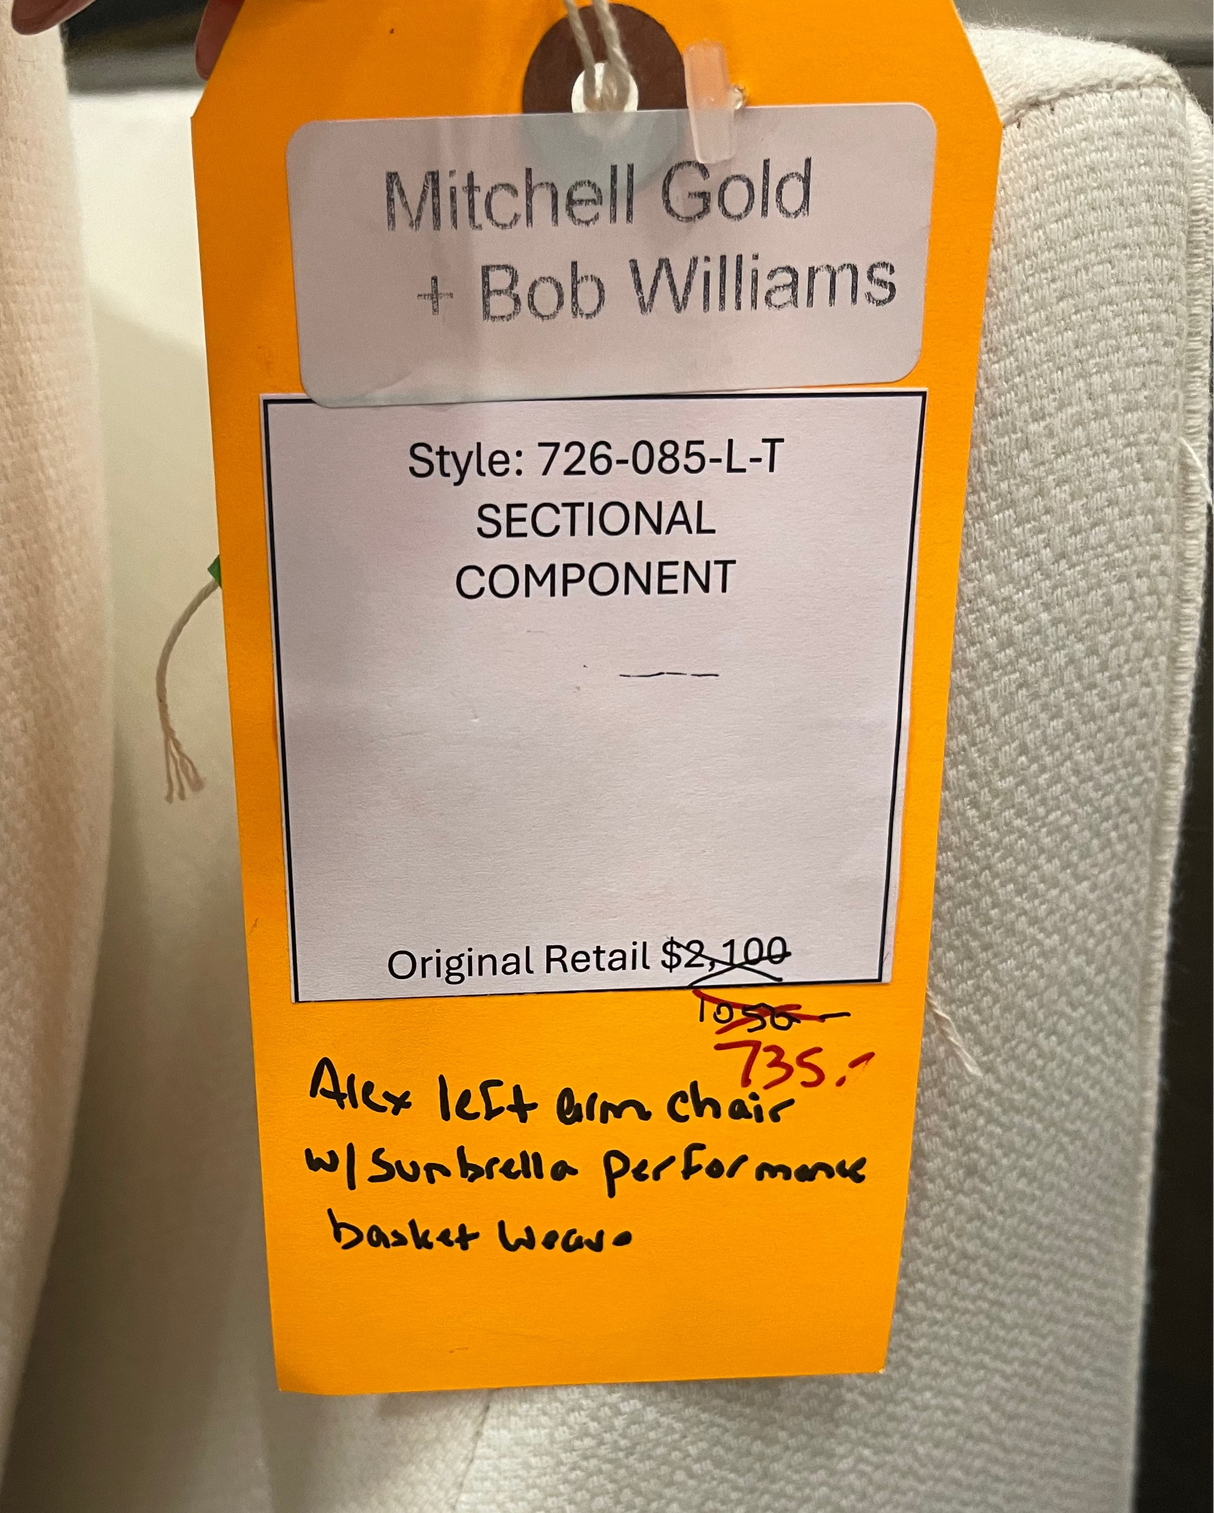 Mitchell Gold
+ Bob Williams
Style: 726-085-L-T
SECTIONAL
COMPONENT
Original Retail $2,100
1050-
735.-
Alex left arm chair
w/ Sunbrella performance
basket weave